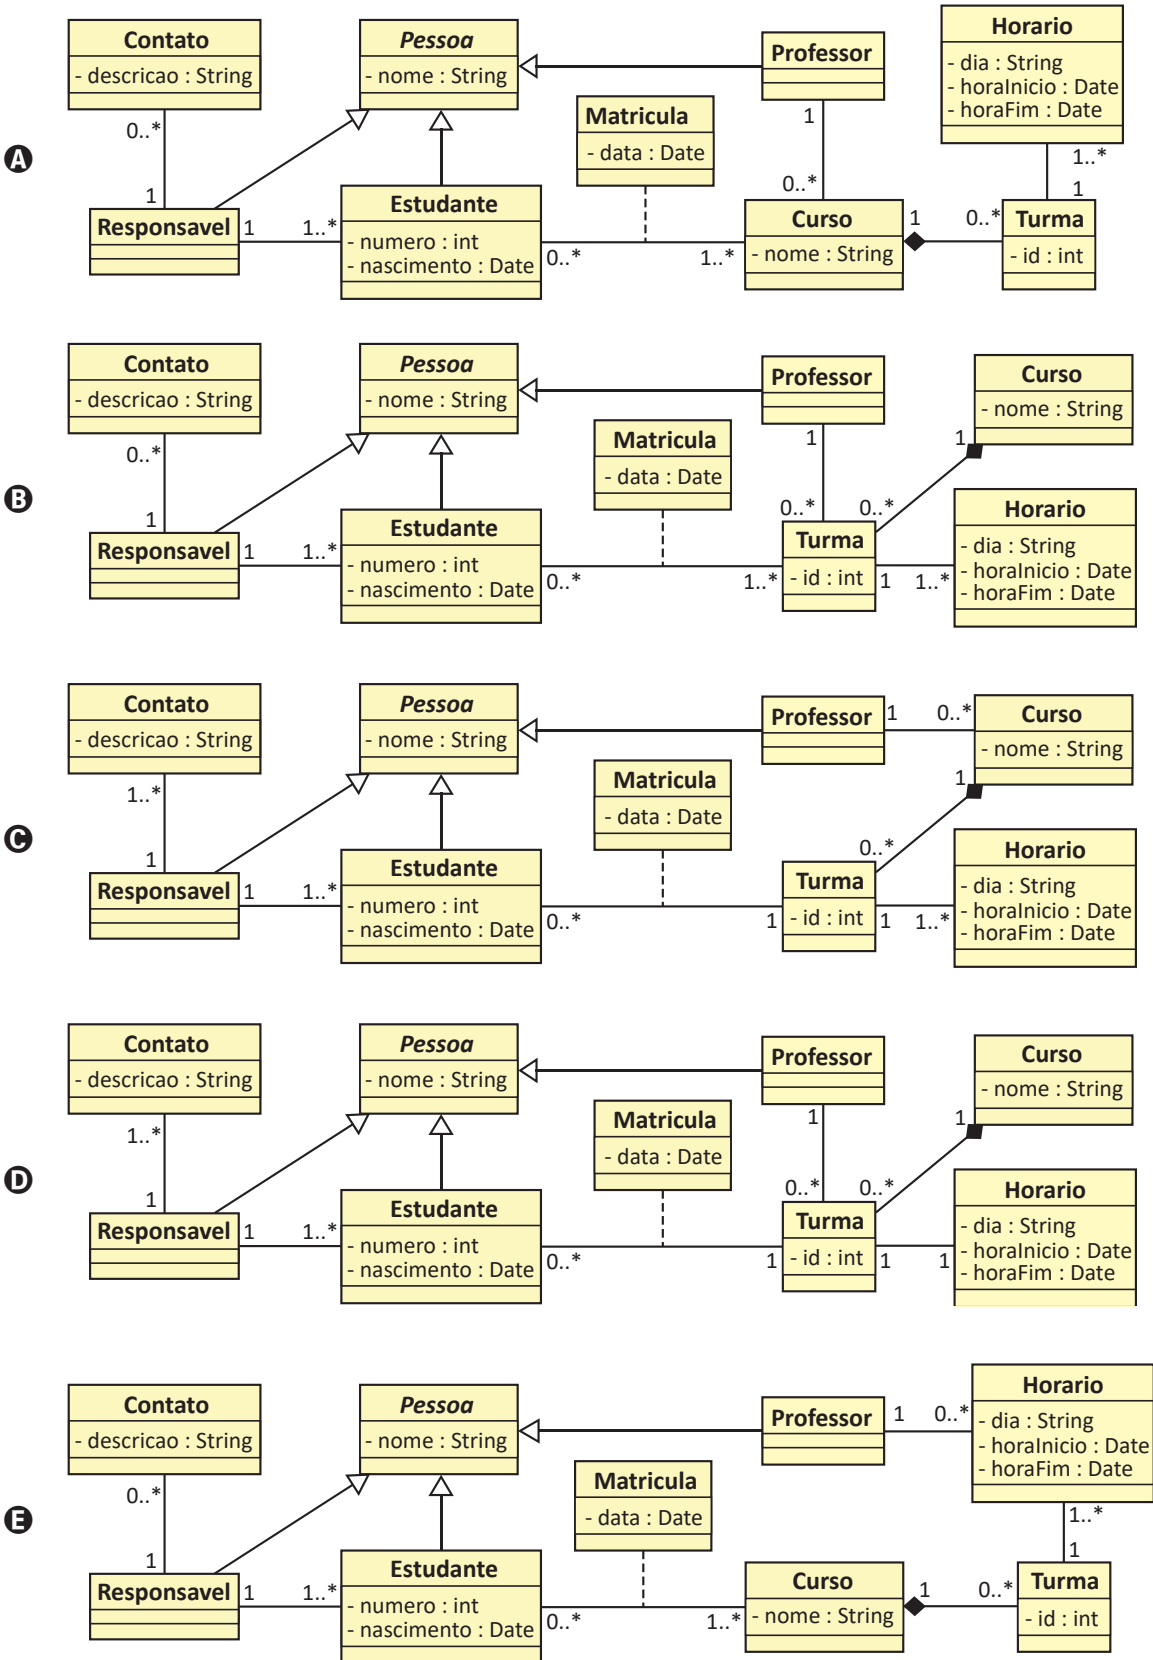 A
Contato
- descricao : String
0..*
1
Responsavel
1
1..*
Pessoa
- nome : String
Estudante
- numero : int
- nascimento : Date
0..*
1..*
Matricula
- data : Date
Professor
1
0..*
Curso
- nome : String
1
0..*
Horario
- dia : String
- horaInicio : Date
- horaFim : Date
1..*
1
Turma
- id : int
B
Contato
- descricao : String
0..*
1
Responsavel
1
1..*
Pessoa
- nome : String
Estudante
- numero : int
- nascimento : Date
0..*
1..*
Matricula
- data : Date
Professor
1
0..*
Turma
- id : int
Curso
- nome : String
1
0..*
1
1..*
Horario
- dia : String
- horaInicio : Date
- horaFim : Date
C
Contato
- descricao : String
1..*
1
Responsavel
1
1..*
Pessoa
- nome : String
Estudante
- numero : int
- nascimento : Date
0..*
1
Matricula
- data : Date
Professor
1
0..*
Curso
- nome : String
1
0..*
Turma
- id : int
1
1..*
Horario
- dia : String
- horaInicio : Date
- horaFim : Date
D
Contato
- descricao : String
1..*
1
Responsavel
1
1..*
Pessoa
- nome : String
Estudante
- numero : int
- nascimento : Date
0..*
1
Matricula
- data : Date
Professor
1
0..*
Turma
- id : int
Curso
- nome : String
1
0..*
1
1
Horario
- dia : String
- horaInicio : Date
- horaFim : Date
E
Contato
- descricao : String
0..*
1
Responsavel
1
1..*
Pessoa
- nome : String
Estudante
- numero : int
- nascimento : Date
0..*
1..*
Matricula
- data : Date
Professor
1
0..*
Horario
- dia : String
- horaInicio : Date
- horaFim : Date
1..*
1
Curso
- nome : String
1
0..*
Turma
- id : int